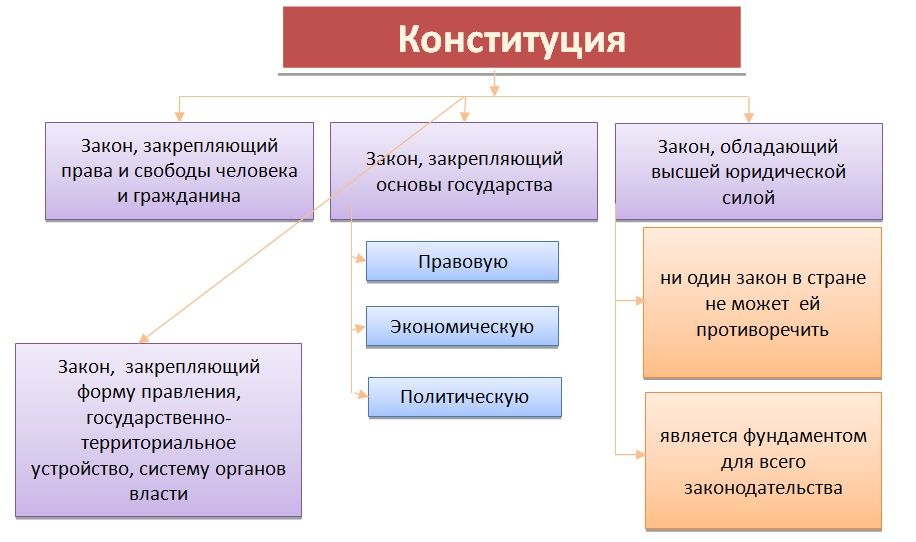 Конституция
Закон, закрепляющий
права и свободы человека
и гражданина
Закон, закрепляющий
основы государства
Закон, обладающий
высшей юридической
силой
Правовую
Экономическую
Политическую
ни один закон в стране
не может ей
противоречить
Закон, закрепляющий
форму правления,
государственно-
территориальное
устройство, систему органов
власти
является фундаментом
для всего
законодательства